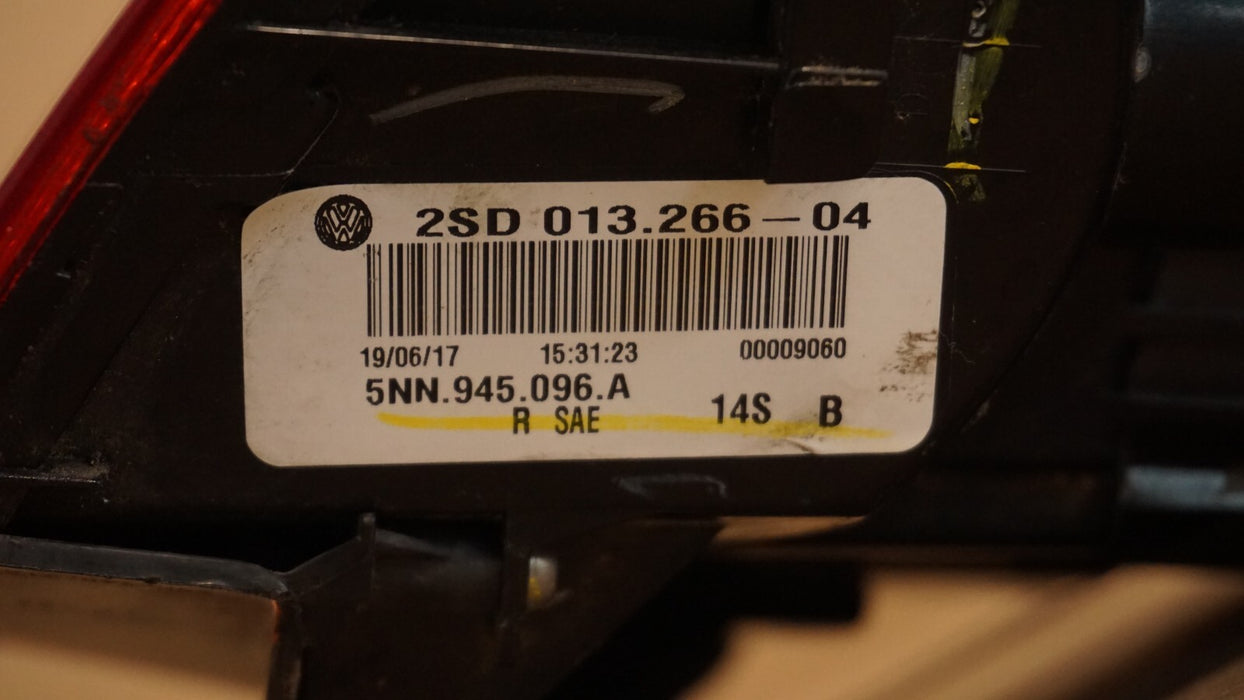 2SD 013.266-04
19/06/17 15:31:23 00009060
5NN.945.096.A
R SAE 14S B